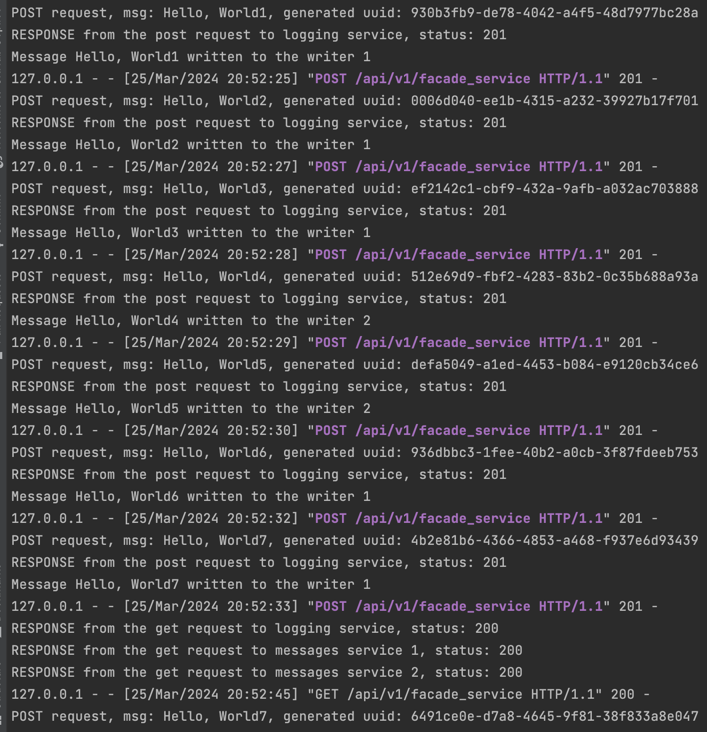 POST request, msg: Hello, World1, generated uuid: 930b3fb9-de78-4042-a4f5-48d7977bc28a
RESPONSE from the post request to logging service, status: 201
Message Hello, World1 written to the writer 1
127.0.0.1 - - [25/Mar/2024 20:52:25] "POST /api/v1/facade_service HTTP/1.1" 201 -
POST request, msg: Hello, World2, generated uuid: 0006d040-ee1b-4315-a232-39927b17f701
RESPONSE from the post request to logging service, status: 201
Message Hello, World2 written to the writer 1
127.0.0.1 - - [25/Mar/2024 20:52:27] "POST /api/v1/facade_service HTTP/1.1" 201 -
POST request, msg: Hello, World3, generated uuid: ef2142c1-cbf9-432a-9afb-a032ac703888
RESPONSE from the post request to logging service, status: 201
Message Hello, World3 written to the writer 1
127.0.0.1 - - [25/Mar/2024 20:52:28] "POST /api/v1/facade_service HTTP/1.1" 201 -
POST request, msg: Hello, World4, generated uuid: 512e69d9-fbf2-4283-83b2-0c35b688a93a
RESPONSE from the post request to logging service, status: 201
Message Hello, World4 written to the writer 2
127.0.0.1 - - [25/Mar/2024 20:52:29] "POST /api/v1/facade_service HTTP/1.1" 201 -
POST request, msg: Hello, World5, generated uuid: defa5049-a1ed-4453-b084-e9120cb34ce6
RESPONSE from the post request to logging service, status: 201
Message Hello, World5 written to the writer 2
127.0.0.1 - - [25/Mar/2024 20:52:30] "POST /api/v1/facade_service HTTP/1.1" 201 -
POST request, msg: Hello, World6, generated uuid: 936dbbc3-1fee-40b2-a0cb-3f87fdeeb753
RESPONSE from the post request to logging service, status: 201
Message Hello, World6 written to the writer 1
127.0.0.1 - - [25/Mar/2024 20:52:32] "POST /api/v1/facade_service HTTP/1.1" 201 -
POST request, msg: Hello, World7, generated uuid: 4b2e81b6-4366-4853-a468-f937e6d93439
RESPONSE from the post request to logging service, status: 201
Message Hello, World7 written to the writer 1
127.0.0.1 - - [25/Mar/2024 20:52:33] "POST /api/v1/facade_service HTTP/1.1" 201 -
RESPONSE from the get request to logging service, status: 200
RESPONSE from the get request to messages service 1, status: 200
RESPONSE from the get request to messages service 2, status: 200
127.0.0.1 - - [25/Mar/2024 20:52:45] "GET /api/v1/facade_service HTTP/1.1" 200 -
POST request, msg: Hello, World7, generated uuid: 6491ce0e-d7a8-4645-9f81-38f833a8e047